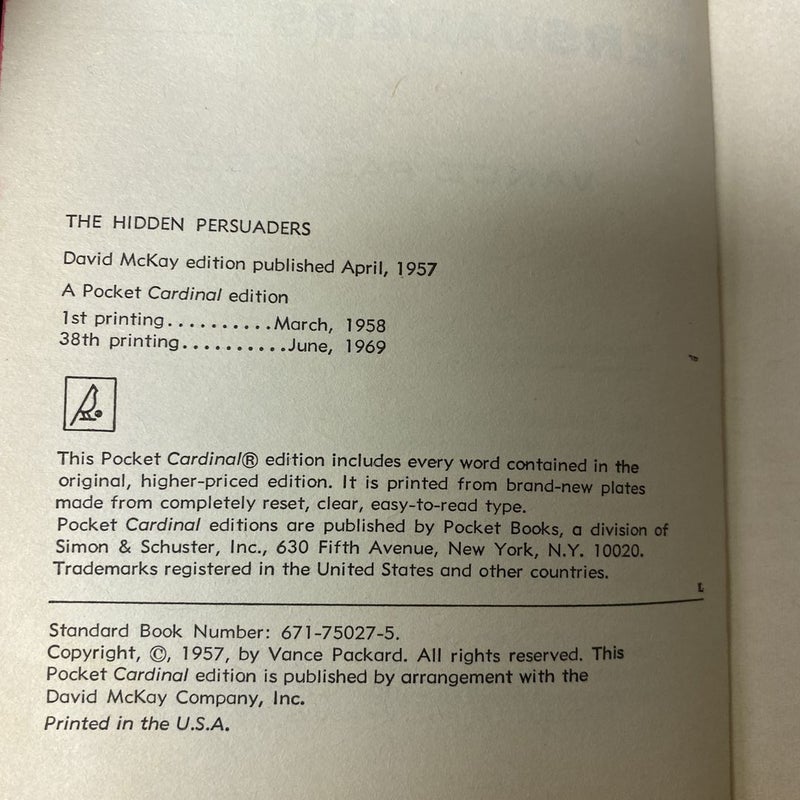 THE HIDDEN PERSUADERS
David McKay edition published April, 1957
A Pocket Cardinal edition
1st printing..........March, 1958
38th printing..........June, 1969
This Pocket Cardinal® edition includes every word contained in the
original, higher-priced edition. It is printed from brand-new plates
made from completely reset, clear, easy-to-read type.
Pocket Cardinal editions are published by Pocket Books, a division of
Simon & Schuster, Inc., 630 Fifth Avenue, New York, N.Y. 10020.
Trademarks registered in the United States and other countries.
L
Standard Book Number: 671-75027-5.
Copyright, ©, 1957, by Vance Packard. All rights reserved. This
Pocket Cardinal edition is published by arrangement with the
David McKay Company, Inc.
Printed in the U.S.A.